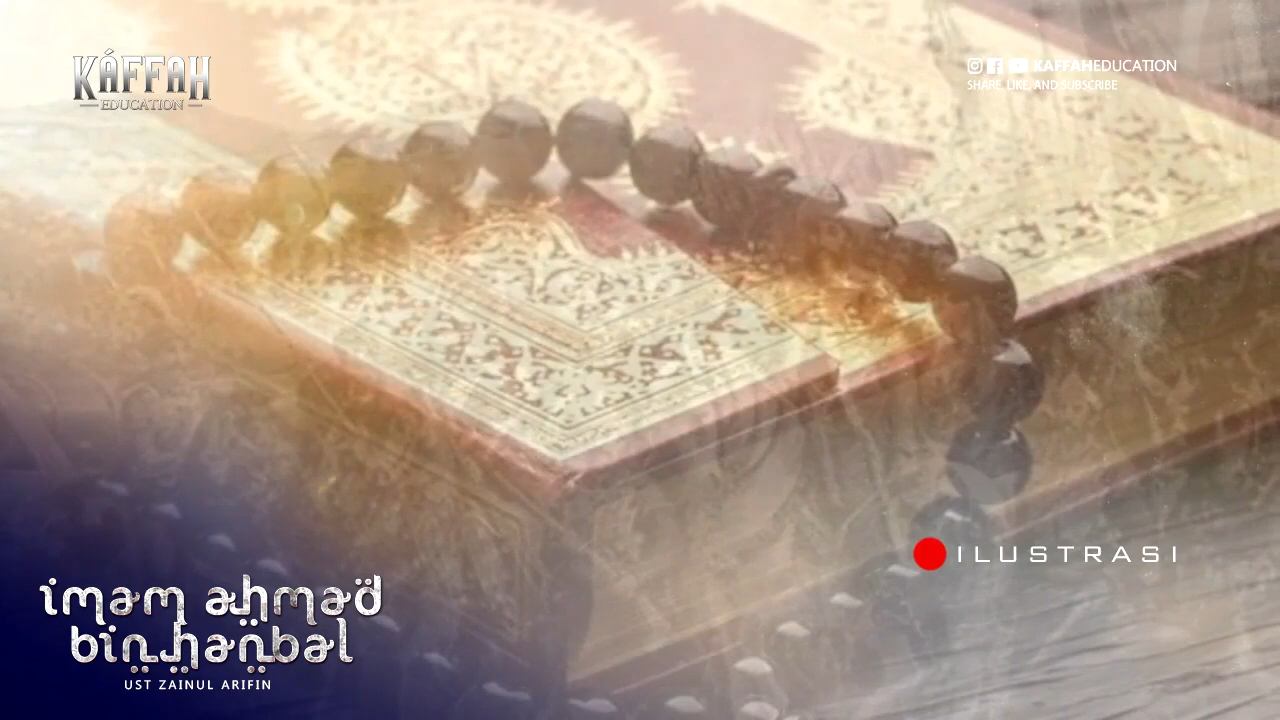 KÁFFAH
EDUCATION
KAFFAHEDUCATION
SHARE, LIKE, AND SUBSCRIBE
ILUSTRASI
imam ahmad
bin hanbal
UST ZAINUL ARIFIN